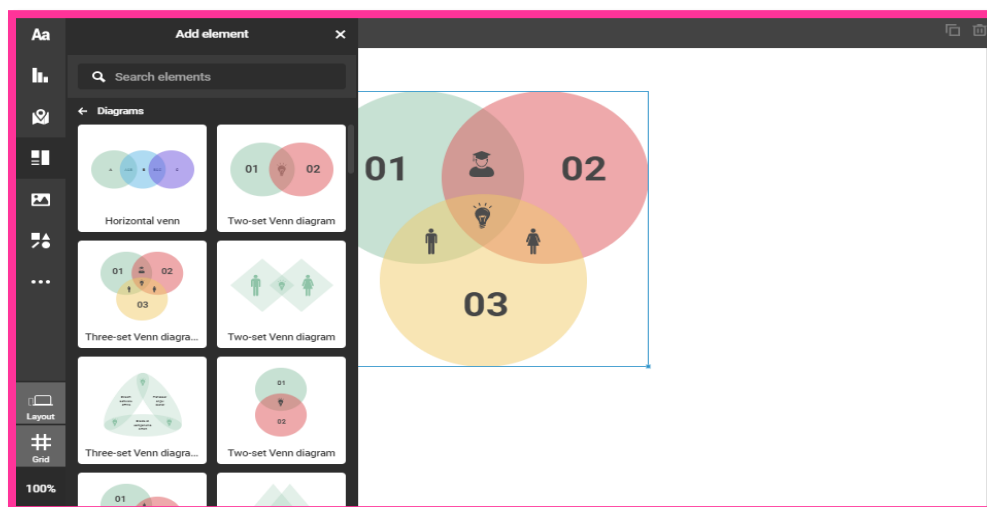 Aa
Add element
Search elements
Diagrams
Horizontal venn
01 02
Two-set Venn diagram
01 02
03
Three-set Venn diagra...
Two-set Venn diagram
Three-set Venn diagra...
01
02
Two-set Venn diagram
01
Layout
Grid
100%
01
02
03